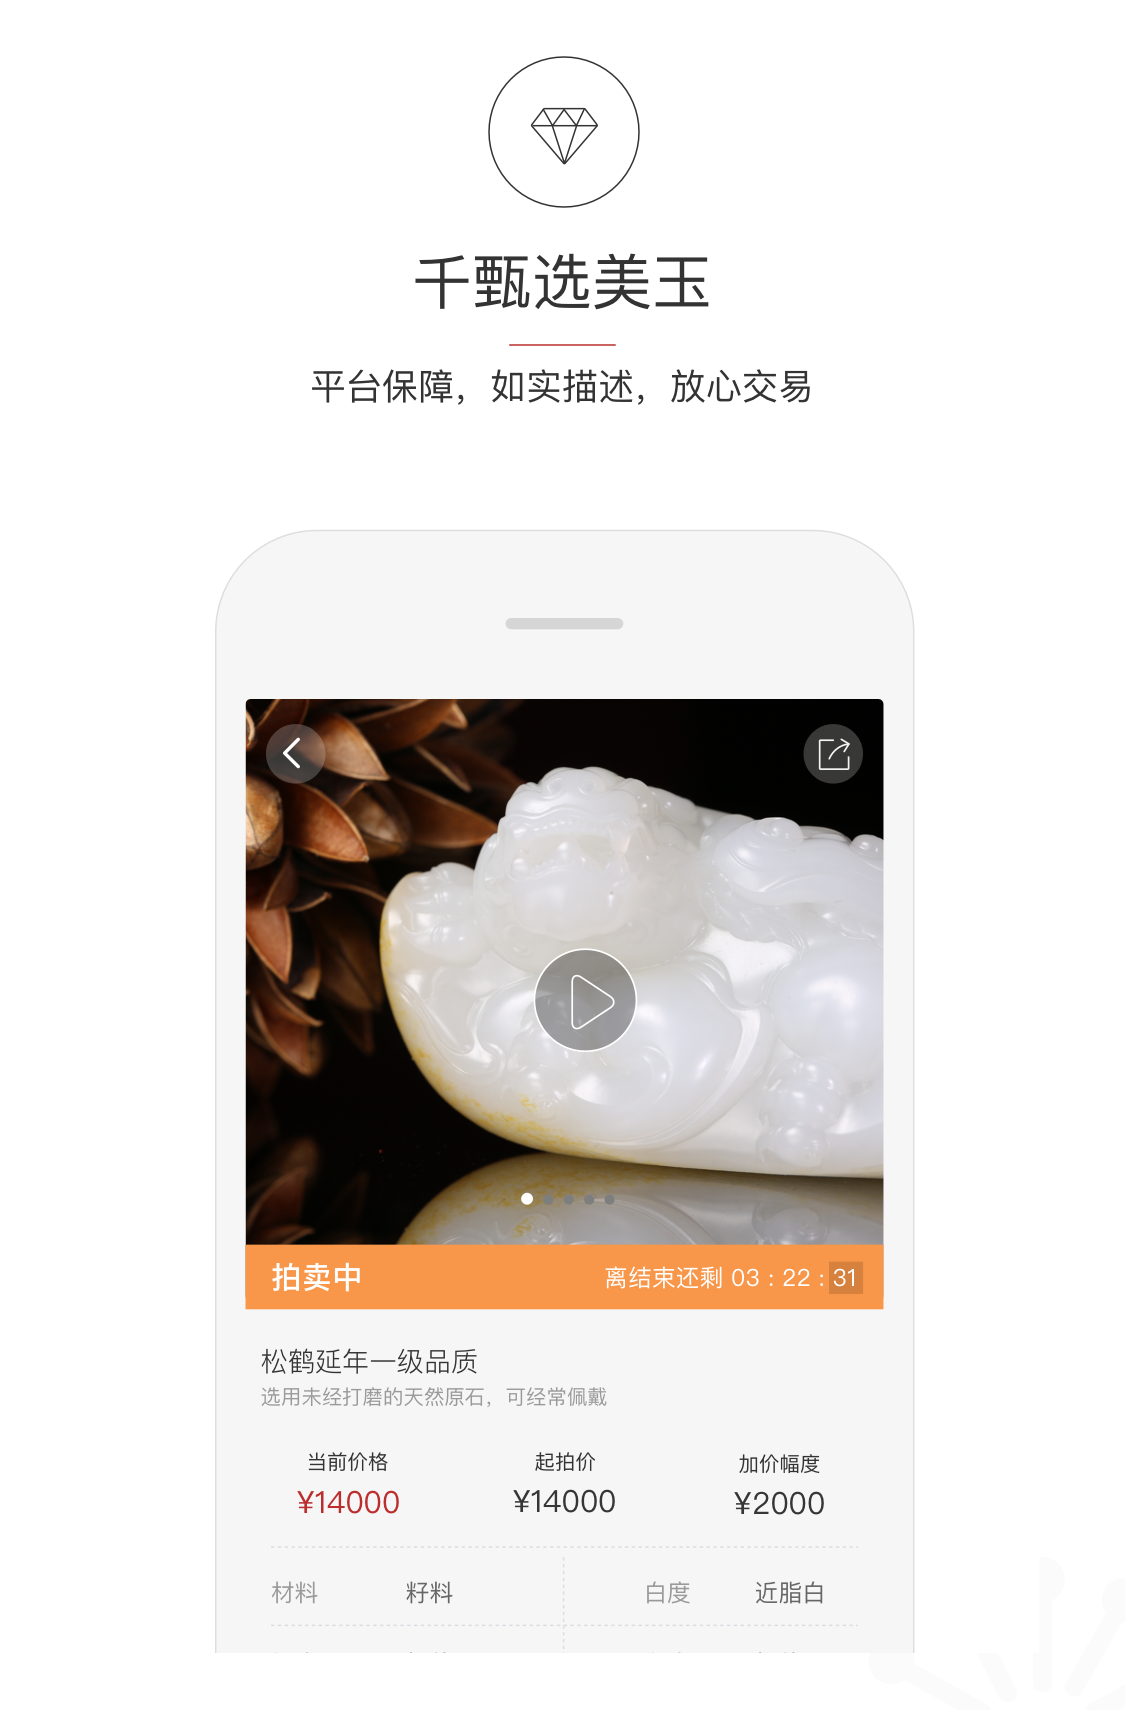 千甄选美玉
平台保障，如实描述，放心交易
拍卖中
离结束还剩 03 : 22 : 31
松鹤延年一级品质
选用未经打磨的天然原石，可经常佩戴
当前价格 起拍价 加价幅度
¥14000 ¥14000 ¥2000
材料 籽料 白度 近脂白